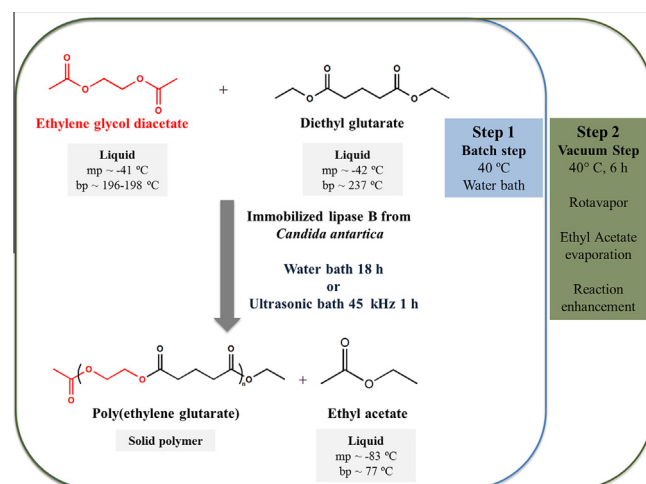 Ethylene glycol diacetate
Liquid
mp ~ -41 ºC
bp ~ 196-198 ºC
+
Diethyl glutarate
Liquid
mp ~ -42 ºC
bp ~ 237 ºC
Step 1
Batch step
40 ºC
Water bath
Step 2
Vacuum Step
40° C, 6 h
Rotavapor
Ethyl Acetate
evaporation
Reaction
enhancement
Immobilized lipase B from
Candida antartica
Water bath 18 h
or
Ultrasonic bath 45 kHz 1 h
Poly(ethylene glutarate)
Solid polymer
+
Ethyl acetate
Liquid
mp ~ -83 ºC
bp ~ 77 ºC